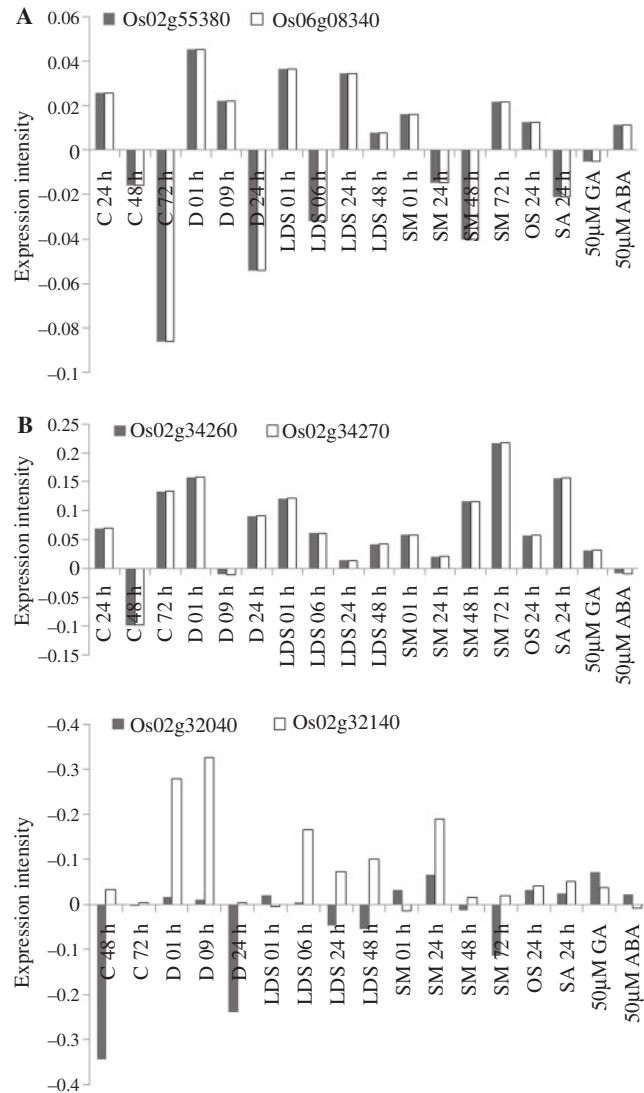 A
Os02g55380 Os06g08340
Expression intensity
0.06
0.04
0.02
0
−0.02
−0.04
−0.06
−0.08
−0.1
C 24 h
C 48 h
C 72 h
D 01 h
D 09 h
D 24 h
LDS 01 h
LDS 06 h
LDS 24 h
LDS 48 h
SM 01 h
SM 24 h
SM 48 h
SM 72 h
OS 24 h
SA 24 h
50μM GA
50μM ABA
B
Os02g34260 Os02g34270
Expression intensity
0.25
0.2
0.15
0.1
0.05
0
−0.05
−0.1
−0.15
C 24 h
C 48 h
C 72 h
D 01 h
D 09 h
D 24 h
LDS 01 h
LDS 06 h
LDS 24 h
LDS 48 h
SM 01 h
SM 24 h
SM 48 h
SM 72 h
OS 24 h
SA 24 h
50μM GA
50μM ABA
Os02g32040 Os02g32140
Expression intensity
−0.4
−0.3
−0.2
−0.1
0
−0.1
−0.2
−0.3
−0.4
C 48 h
C 72 h
D 01 h
D 09 h
D 24 h
LDS 01 h
LDS 06 h
LDS 24 h
LDS 48 h
SM 01 h
SM 24 h
SM 48 h
SM 72 h
OS 24 h
SA 24 h
50μM GA
50μM ABA